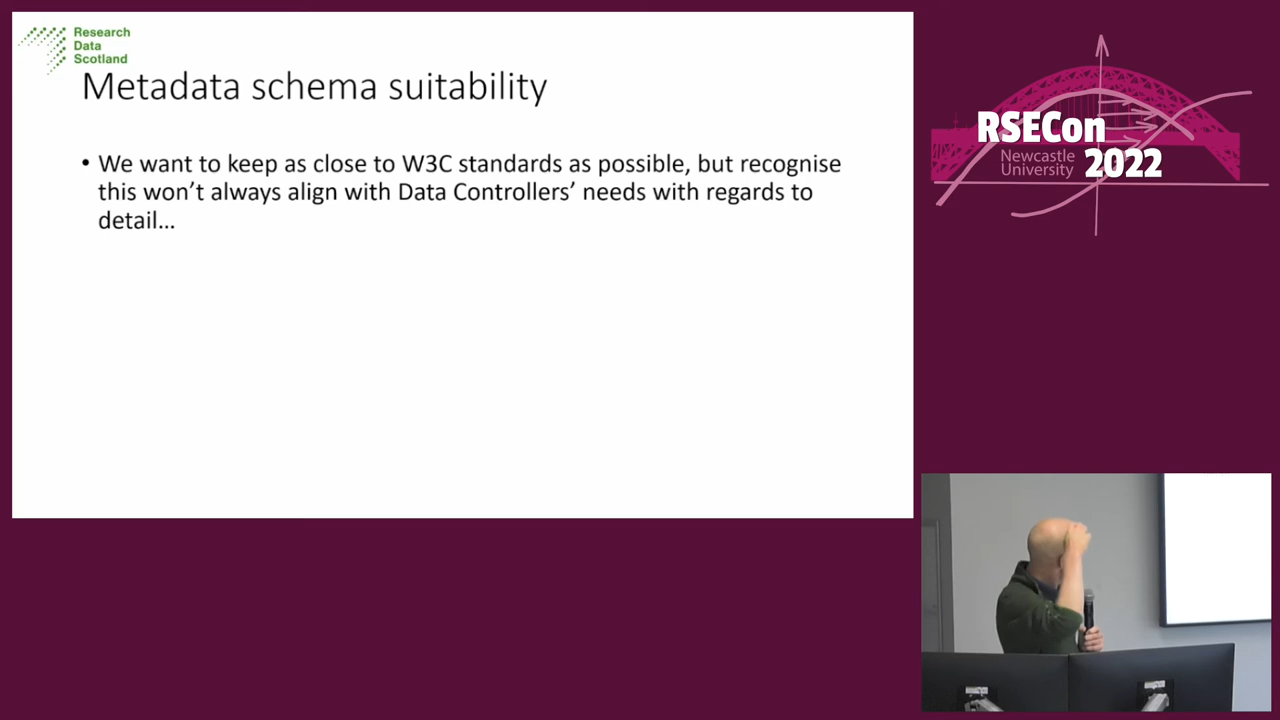 Research
Data
Scotland
Metadata schema suitability
• We want to keep as close to W3C standards as possible, but recognise
this won't always align with Data Controllers' needs with regards to
detail...
RSECon
Newcastle
University
2022